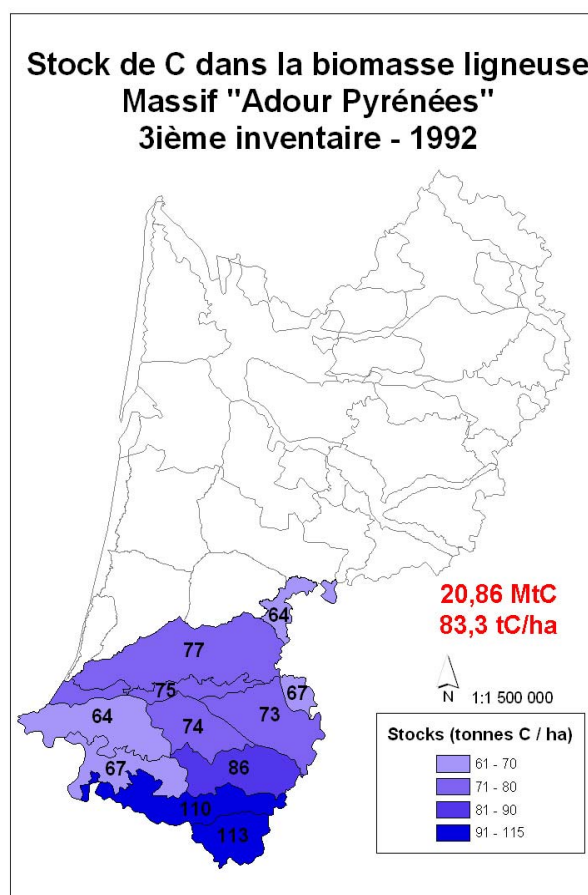 Stock de C dans la biomasse ligneuse
Massif "Adour Pyrénées"
3ième inventaire - 1992
20,86 MtC
83,3 tC/ha
64
77
67
75
64
74
73
67
86
110
113
N
1:1 500 000
Stocks (tonnes C / ha)
61 - 70
71 - 80
81 - 90
91 - 115